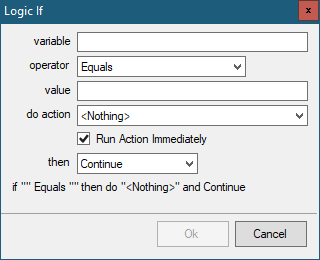 Logic If
x
variable
operator
Equals
value
do action
<Nothing>
Run Action Immediately
then
Continue
if "" Equals "" then do "<Nothing>" and Continue
Ok
Cancel